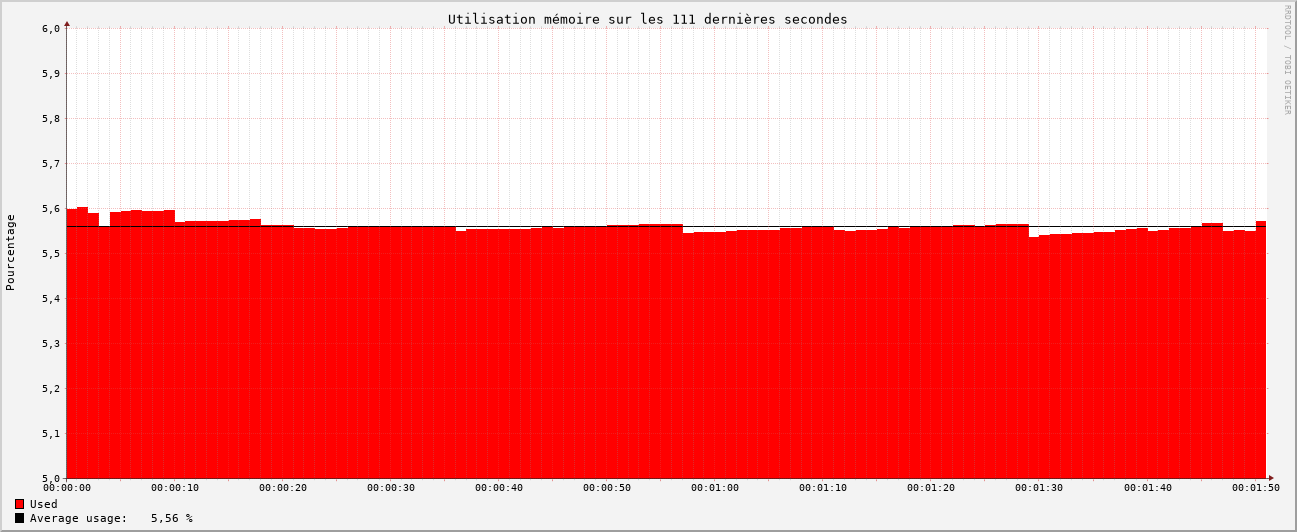 Utilisation mémoire sur les 111 dernières secondes
RRDTOOL / TOBI OETIKER
Pourcentage
6,0
5,9
5,8
5,7
5,6
5,5
5,4
5,3
5,2
5,1
5,0
00:00:00 00:00:10 00:00:20 00:00:30 00:00:40 00:00:50 00:01:00 00:01:10 00:01:20 00:01:30 00:01:40 00:01:50
Used
Average usage: 5,56 %